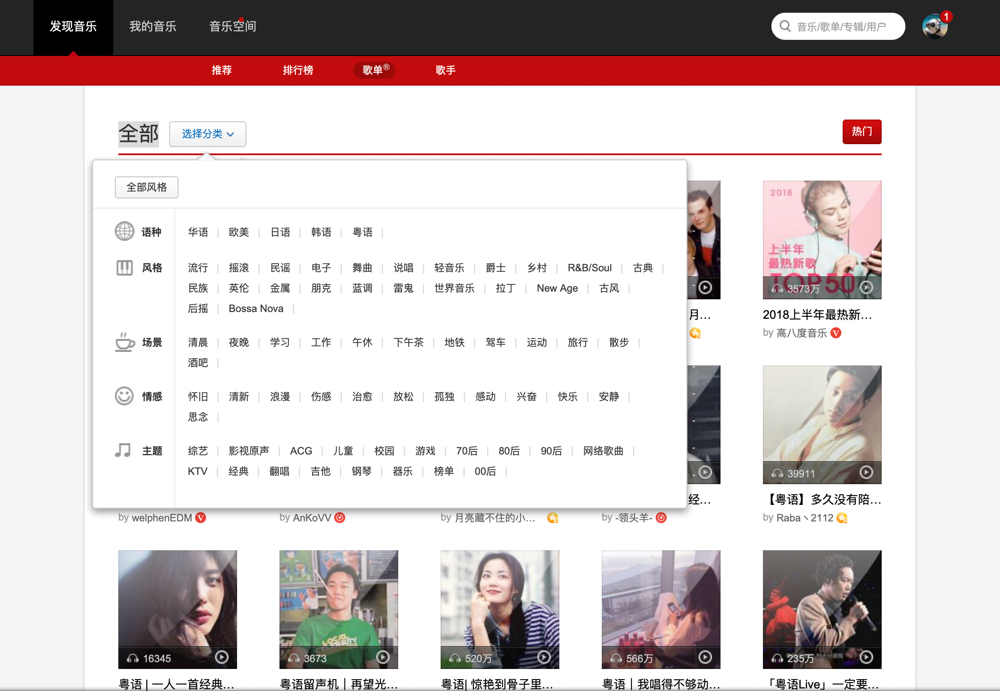 发现音乐 我的音乐 音乐空间 音乐/歌单/专辑/用户 1
推荐 排行榜 歌单® 歌手
全部 选择分类 热门
全部风格
语种 华语 | 欧美 | 日语 | 韩语 | 粤语 |
风格 流行 | 摇滚 | 民谣 | 电子 | 舞曲 | 说唱 | 轻音乐 | 爵士 | 乡村 | R&B/Soul | 古典 |
民族 | 英伦 | 金属 | 朋克 | 蓝调 | 雷鬼 | 世界音乐 | 拉丁 | New Age | 古风 |
后摇 | Bossa Nova |
场景 清晨 | 夜晚 | 学习 | 工作 | 午休 | 下午茶 | 地铁 | 驾车 | 运动 | 旅行 | 散步 |
酒吧 |
情感 怀旧 | 清新 | 浪漫 | 伤感 | 治愈 | 放松 | 孤独 | 感动 | 兴奋 | 快乐 | 安静 |
思念 |
主题 综艺 | 影视原声 | ACG | 儿童 | 校园 | 游戏 | 70后 | 80后 | 90后 | 网络歌曲 |
KTV | 经典 | 翻唱 | 吉他 | 钢琴 | 器乐 | 榜单 | 00后 |
2018
上半年
最热新歌
TOP50
3573万
月... 2018上半年最热新...
2 by 高八度音乐 V
39911
经... 【粤语】多久没有陪...
by welphenEDM V by AnKoVV by 月亮藏不住的小... 3 by -领头羊- by Raba丶2112 2
LOCAL
CELEBRITY
16345 3673 520万 566万 235万
粤语 | 一人一首经典... 粤语留声机｜再望光... 粤语| 惊艳到骨子里... 粤语｜我唱得不够动... 「粤语Live」一定要...